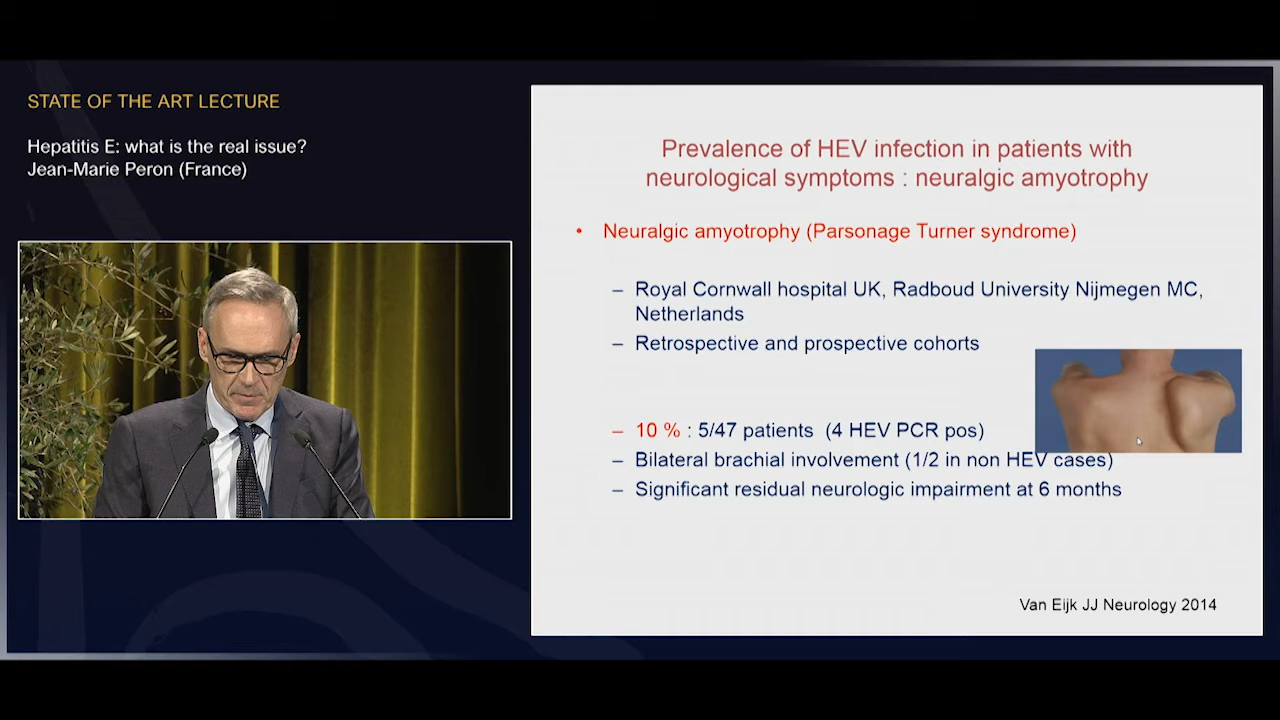 STATE OF THE ART LECTURE
Hepatitis E: what is the real issue?
Jean-Marie Peron (France)
Prevalence of HEV infection in patients with
neurological symptoms : neuralgic amyotrophy
• Neuralgic amyotrophy (Parsonage Turner syndrome)
– Royal Cornwall hospital UK, Radboud University Nijmegen MC,
Netherlands
– Retrospective and prospective cohorts
– 10 % : 5/47 patients (4 HEV PCR pos)
– Bilateral brachial involvement (1/2 in non HEV cases)
– Significant residual neurologic impairment at 6 months
Van Eijk JJ Neurology 2014